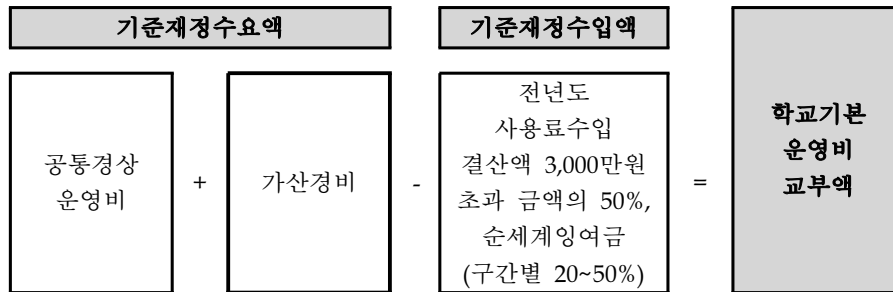 기준재정수요액
기준재정수입액
공통경상
운영비
+
가산경비
-
전년도
사용료수입
결산액 3,000만원
초과 금액의 50%,
순세계잉여금
(구간별 20~50%)
=
학교기본
운영비
교부액